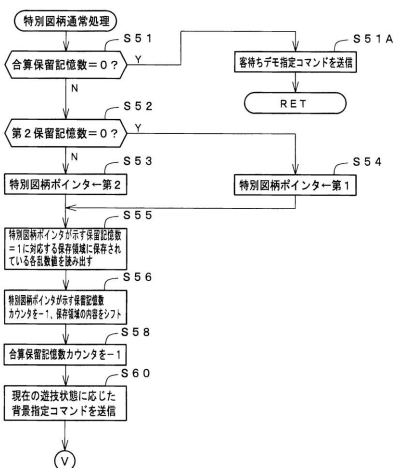 特別図柄通常処理
S51
合算保留記憶数=0?
Y
N
S51A
客待ちデモ指定コマンドを送信
RET
S52
第2保留記憶数=0?
Y
N
S53
特別図柄ポインタ←第2
S54
特別図柄ポインタ←第1
S55
特別図柄ポインタが示す保留記憶数
=1に対応する保存領域に保存され
ている各乱数値を読み出す
S56
特別図柄ポインタが示す保留記憶数
カウンタを-1、保存領域の内容をシフト
S58
合算保留記憶数カウンタを-1
S60
現在の遊技状態に応じた
背景指定コマンドを送信
V